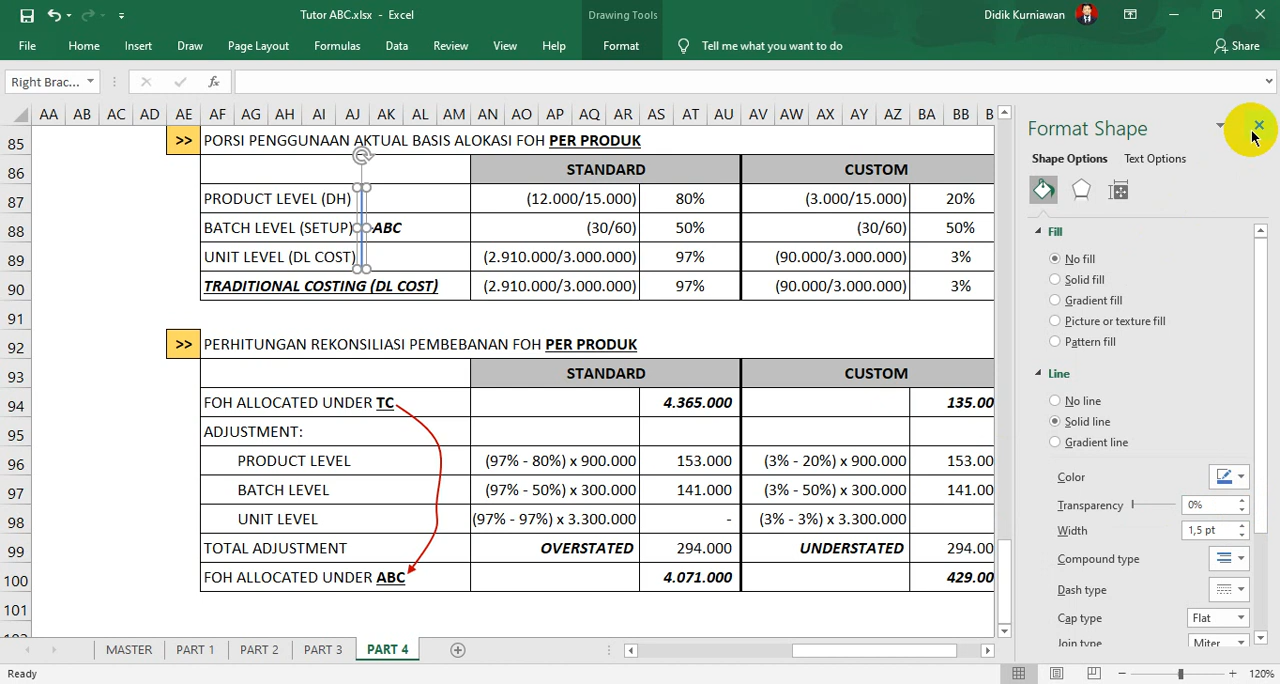 Tutor ABC.xlsx - Excel
Drawing Tools
Didik Kurniawan
File Home Insert Draw Page Layout Formulas Data Review View Help Format Tell me what you want to do Share
Right Brac... fx
AA AB AC AD AE AF AG AH AI AJ AK AL AM AN AO AP AQ AR AS AT AU AV AW AX AY AZ BA BB B
85 >> PORSI PENGGUNAAN AKTUAL BASIS ALOKASI FOH PER PRODUK
86 STANDARD CUSTOM
87 PRODUCT LEVEL (DH) (12.000/15.000) 80% (3.000/15.000) 20%
88 BATCH LEVEL (SETUP) ABC (30/60) 50% (30/60) 50%
89 UNIT LEVEL (DL COST) (2.910.000/3.000.000) 97% (90.000/3.000.000) 3%
90 TRADITIONAL COSTING (DL COST) (2.910.000/3.000.000) 97% (90.000/3.000.000) 3%
91
92 >> PERHITUNGAN REKONSILIASI PEMBEBANAN FOH PER PRODUK
93 STANDARD CUSTOM
94 FOH ALLOCATED UNDER TC 4.365.000 135.00
95 ADJUSTMENT:
96 PRODUCT LEVEL (97% - 80%) x 900.000 153.000 (3% - 20%) x 900.000 153.00
97 BATCH LEVEL (97% - 50%) x 300.000 141.000 (3% - 50%) x 300.000 141.00
98 UNIT LEVEL (97% - 97%) x 3.300.000 - (3% - 3%) x 3.300.000
99 TOTAL ADJUSTMENT OVERSTATED 294.000 UNDERSTATED 294.00
100 FOH ALLOCATED UNDER ABC 4.071.000 429.00
101
Format Shape
Shape Options Text Options
Fill
No fill
Solid fill
Gradient fill
Picture or texture fill
Pattern fill
Line
No line
Solid line
Gradient line
Color
Transparency 0%
Width 1,5 pt
Compound type
Dash type
Cap type Flat
Join type Miter
MASTER PART 1 PART 2 PART 3 PART 4
Ready
120%